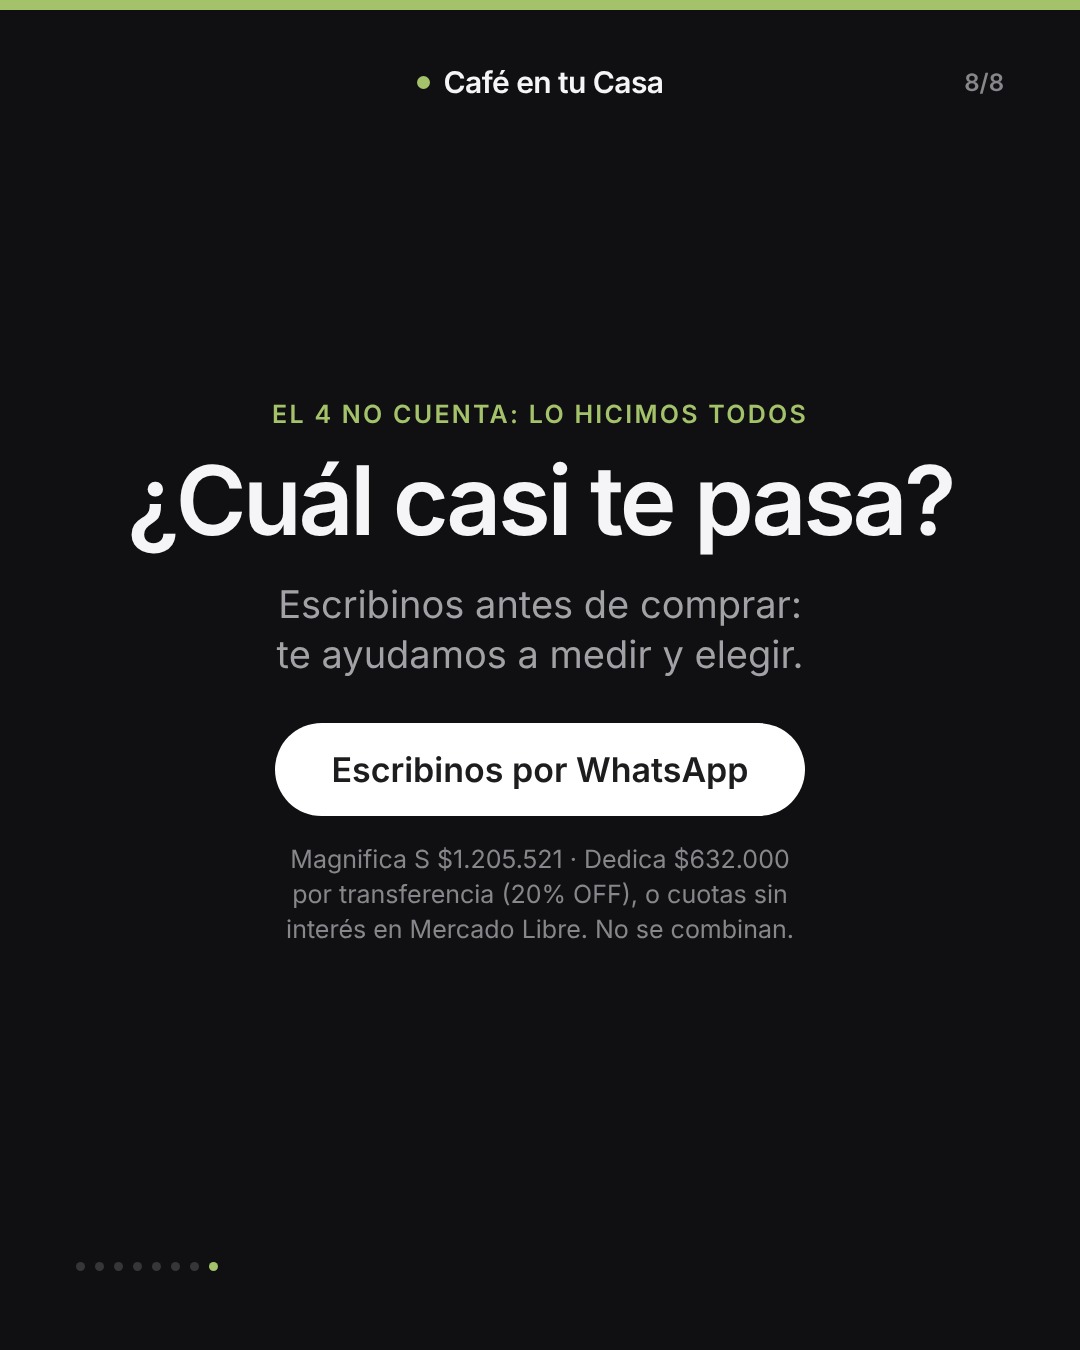 Café en tu Casa
8/8
EL 4 NO CUENTA: LO HICIMOS TODOS
¿Cuál casi te pasa?
Escribinos antes de comprar:
te ayudamos a medir y elegir.
Escribinos por WhatsApp
Magnifica S $1.205.521 · Dedica $632.000
por transferencia (20% OFF), o cuotas sin
interés en Mercado Libre. No se combinan.